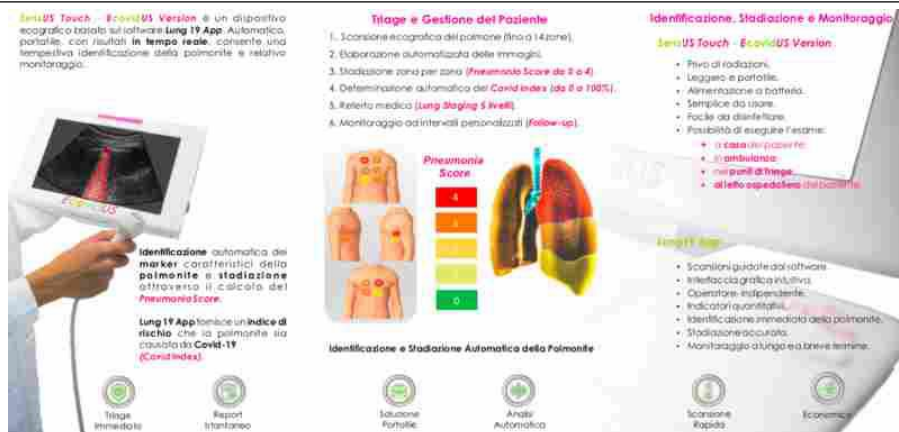 SensUS Touch - EcovidUS Version è un dispositivo
ecografico basato sul software Lung 19 App. Automatico,
portatile, con risultati in tempo reale, consente una
tempestiva identificazione della polmonite e relativo
monitoraggio.
ECOVIDUS
Identificazione automatica dei
marker caratteristici della
polmonite e stadiazione
attraverso il calcolo del
Pneumonia Score.
Lung 19 App fornisce un indice di
rischio che la polmonite sia
causata da Covid-19
(Covid Index).
Triage
Immediato
Report
Istantaneo
Triage e Gestione del Paziente
1. Scansione ecografica del polmone (fino a 14 zone).
2. Elaborazione automatizzata delle immagini.
3. Stadiazione zona per zona (Pneumonia Score da 0 a 4)
4. Determinazione automatica del Covid Index (da 0 a 100%).
5. Referto medico (Lung Staging 5 livelli).
6. Monitoraggio ad intervalli personalizzati (Follow-up).
Pneumonia
Score
4
0
Identificazione e Stadiazione Automatica della Polmonite
Soluzione
Portatile
Analisi
Automatica
Identificazione, Stadiazione e Monitoraggio
SensUS Touch - EcovidUS Version
• Privo di radiazioni.
• Leggero e portatile.
• Alimentazione a batteria.
• Semplice da usare.
• Facile da disinfettare.
• Possibilità di eseguire l'esame:
• a casa del paziente.
• in ambulanza.
• nei punti di triage.
• al letto ospedaliero del paziente.
Lung19 App
• Scansioni guidate dal software.
• Interfaccia grafica intuitiva.
• Operatore indipendente.
• Indicatori quantitativi.
• Identificazione immediata della polmonite.
• Stadiazione accurata.
• Monitoraggio a lungo e a breve termine.
Scansione
Rapida
Economica